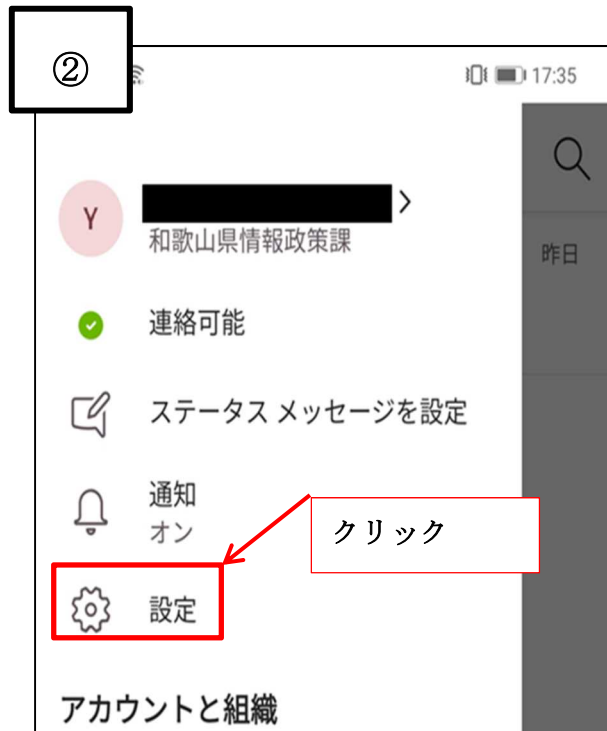 ②
17:35
Y
和歌山県情報政策課
昨日
連絡可能
ステータス メッセージを設定
通知
オン
クリック
設定
アカウントと組織